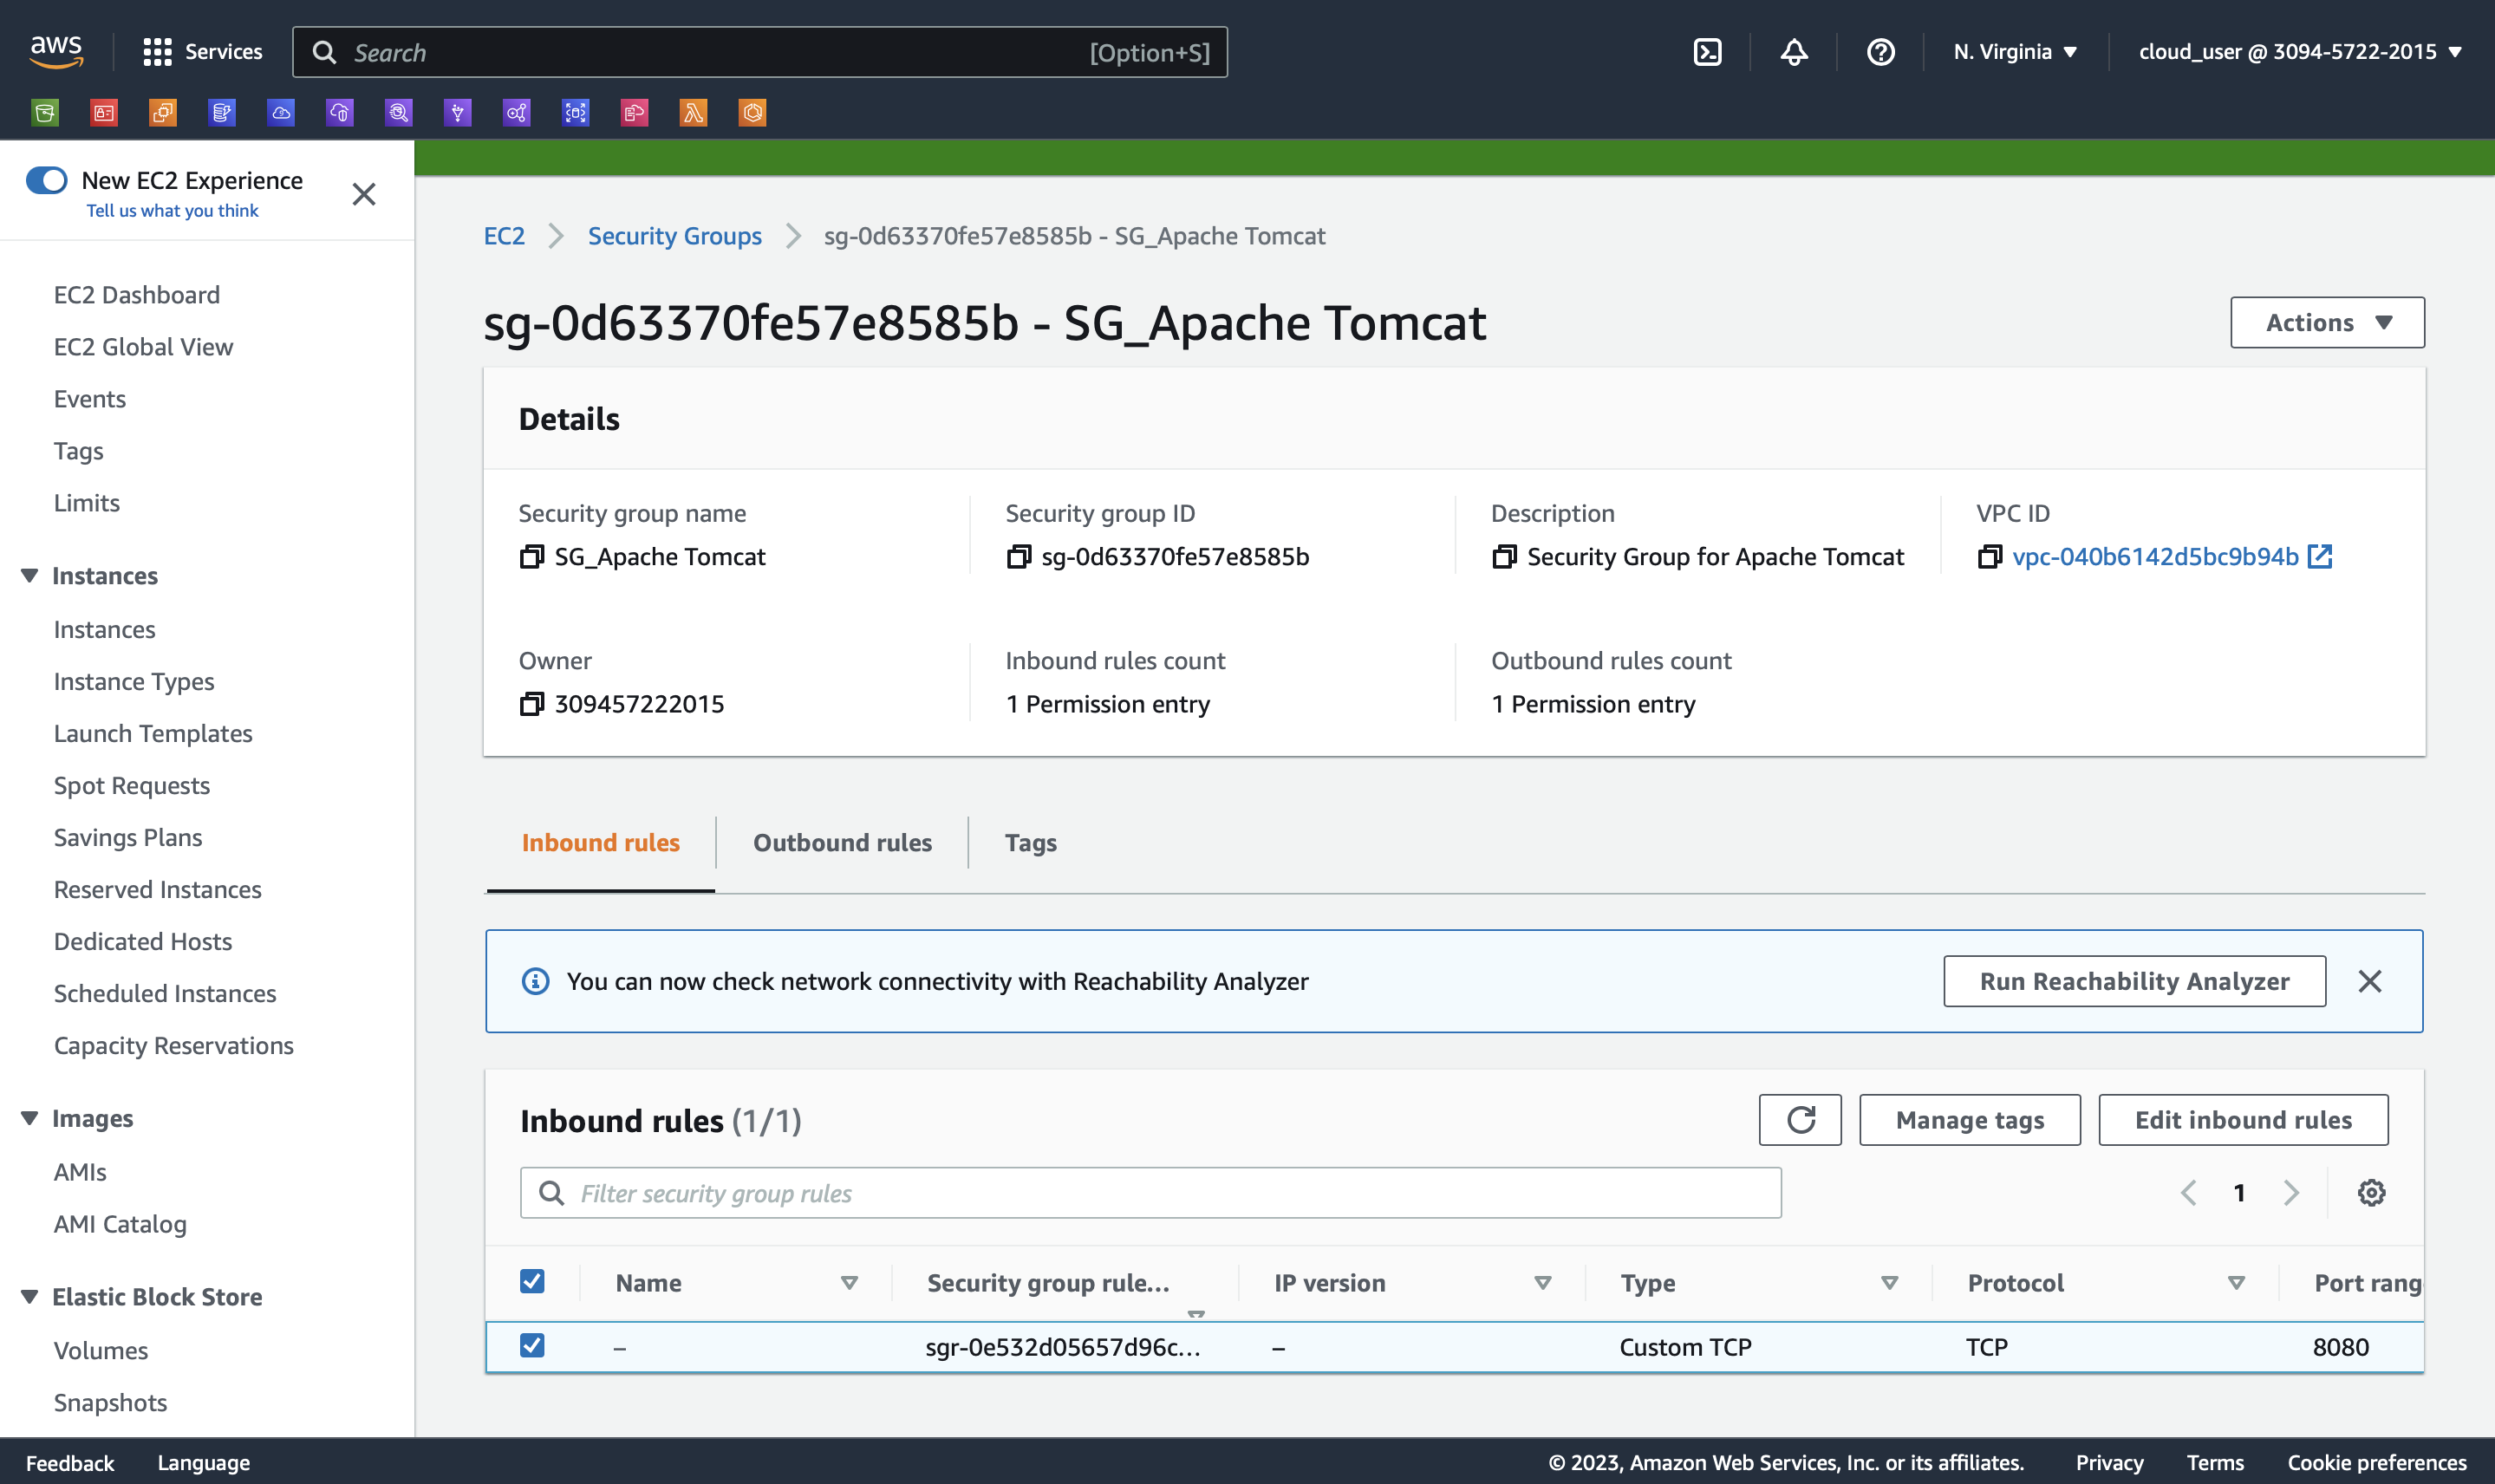 aws
Services
Search [Option+S]
N. Virginia
cloud_user @ 3094-5722-2015
New EC2 Experience
Tell us what you think
EC2 Dashboard
EC2 Global View
Events
Tags
Limits
Instances
Instances
Instance Types
Launch Templates
Spot Requests
Savings Plans
Reserved Instances
Dedicated Hosts
Scheduled Instances
Capacity Reservations
Images
AMIs
AMI Catalog
Elastic Block Store
Volumes
Snapshots
EC2 Security Groups sg-0d63370fe57e8585b - SG_Apache Tomcat
sg-0d63370fe57e8585b - SG_Apache Tomcat
Actions
Details
Security group name
SG_Apache Tomcat
Security group ID
sg-0d63370fe57e8585b
Description
Security Group for Apache Tomcat
VPC ID
vpc-040b6142d5bc9b94b
Owner
309457222015
Inbound rules count
1 Permission entry
Outbound rules count
1 Permission entry
Inbound rules Outbound rules Tags
You can now check network connectivity with Reachability Analyzer
Run Reachability Analyzer
Inbound rules (1/1)
Manage tags
Edit inbound rules
Filter security group rules
1
Name Security group rule... IP version Type Protocol Port rang
– sgr-0e532d05657d96c... – Custom TCP TCP 8080
Feedback Language
© 2023, Amazon Web Services, Inc. or its affiliates. Privacy Terms Cookie preferences